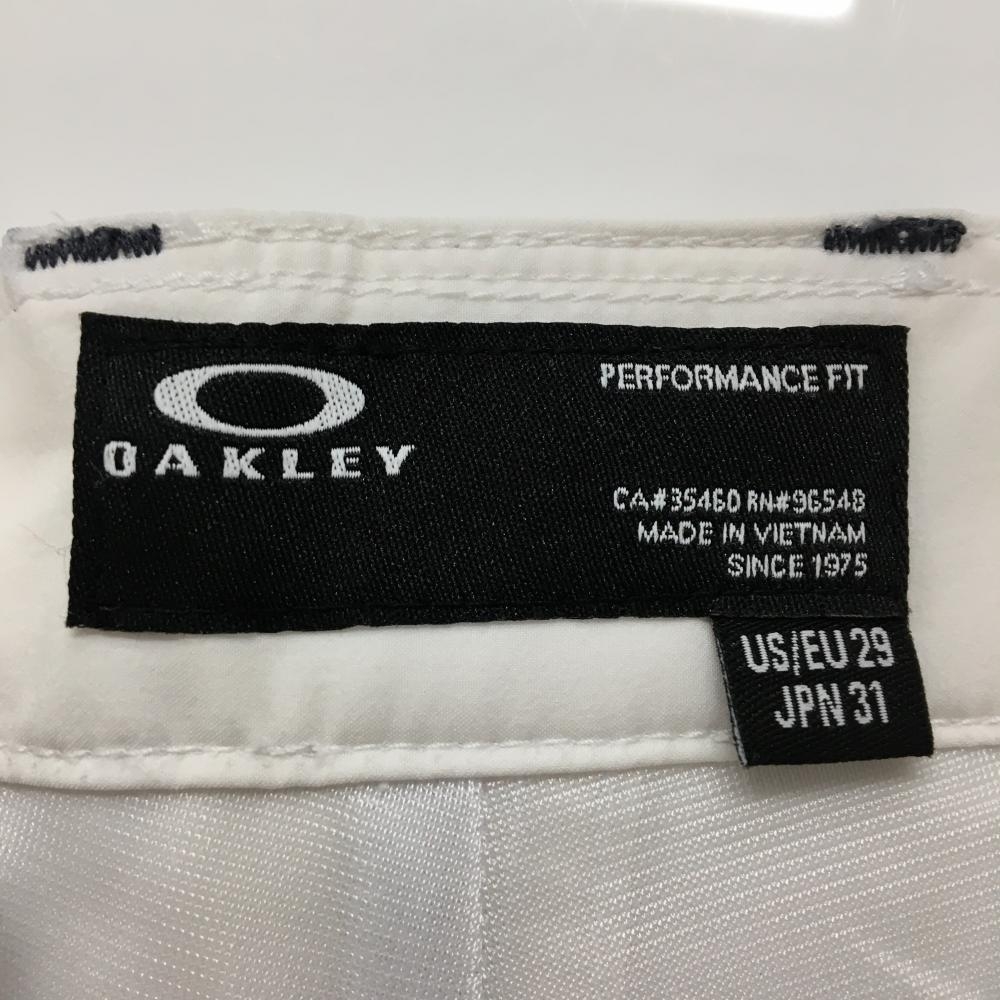 OAKLEY
PERFORMANCE FIT
CA#35460 RN#96548
MADE IN VIETNAM
SINCE 1975
US/EU 29
JPN 31